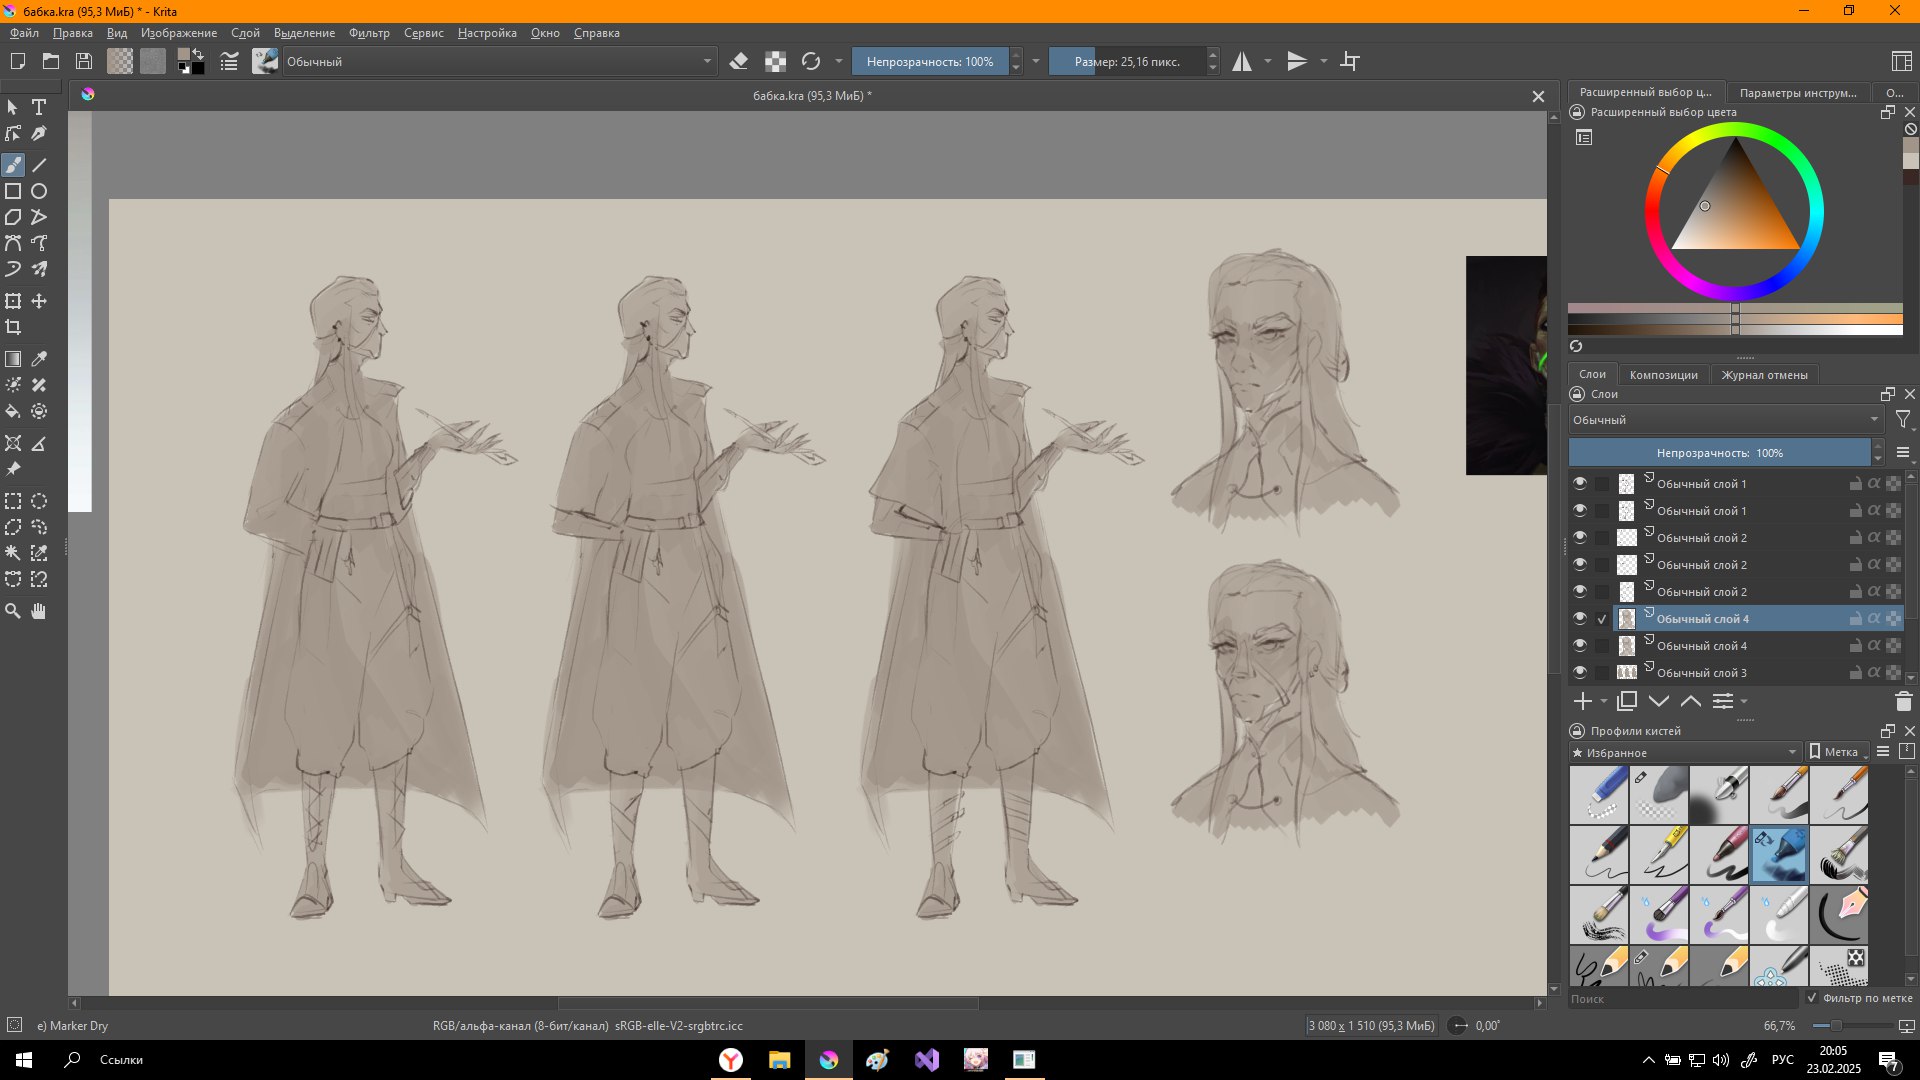 бабка.kra (95,3 МиБ) * - Krita
Файл Правка Вид Изображение Слой Выделение Фильтр Сервис Настройка Окно Справка
Обычный
Непрозрачность: 100%
Размер: 25,16 пикс.
бабка.kra (95,3 МиБ) *
Расширенный выбор ц... Параметры инструм... О...
Расширенный выбор цвета
Слои Композиции Журнал отмены
Слои
Обычный
Непрозрачность: 100%
Обычный слой 1
Обычный слой 1
Обычный слой 2
Обычный слой 2
Обычный слой 2
Обычный слой 4
Обычный слой 4
Обычный слой 3
Профили кистей
Избранное Метка
Поиск Фильтр по метке
e) Marker Dry
RGB/альфа-канал (8-бит/канал) sRGB-elle-V2-srgbtrc.icc
3 080 x 1 510 (95,3 МиБ)
0,00°
66,7%
Ссылки
РУС
20:05
23.02.2025
7